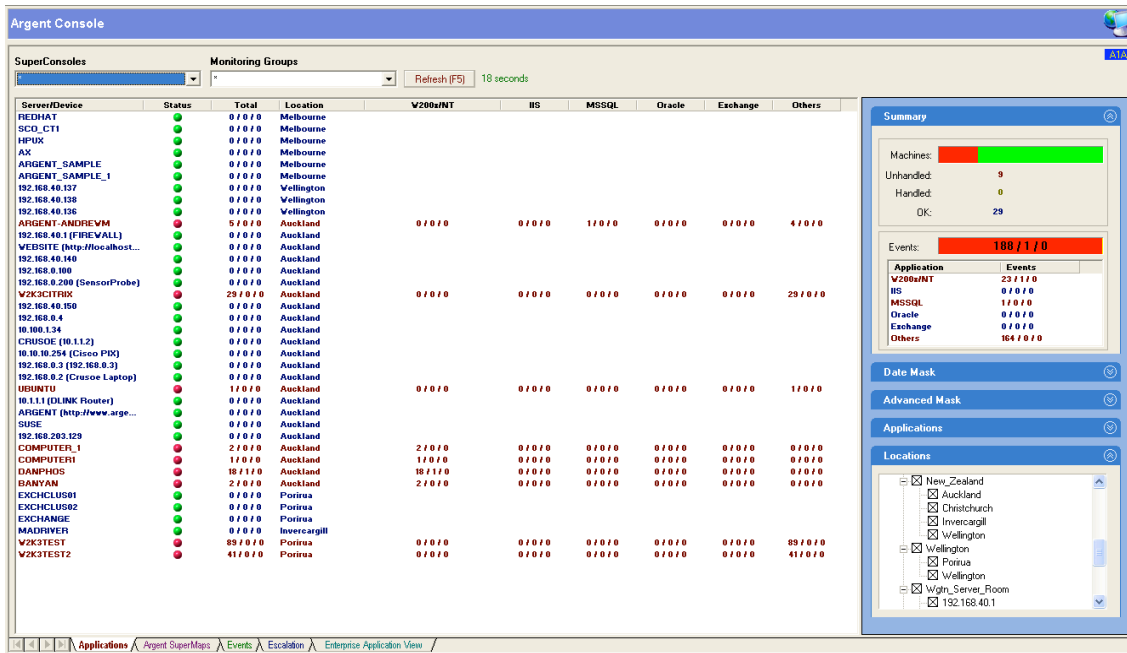 Argent Console
A1A
SuperConsoles Monitoring Groups
* * Refresh (F5) 18 seconds
Server/Device Status Total Location W200x/NT IIS MSSQL Oracle Exchange Others
REDHAT 0 / 0 / 0 Melbourne
SCO_CT1 0 / 0 / 0 Melbourne
HPUX 0 / 0 / 0 Melbourne
AX 0 / 0 / 0 Melbourne
ARGENT_SAMPLE 0 / 0 / 0 Melbourne
ARGENT_SAMPLE_1 0 / 0 / 0 Melbourne
192.168.40.137 0 / 0 / 0 Wellington
192.168.40.138 0 / 0 / 0 Wellington
192.168.40.136 0 / 0 / 0 Wellington
ARGENT-ANDREWM 5 / 0 / 0 Auckland 0 / 0 / 0 0 / 0 / 0 1 / 0 / 0 0 / 0 / 0 0 / 0 / 0 4 / 0 / 0
192.168.40.1 (FIREWALL) 0 / 0 / 0 Auckland
WEBSITE (http://localhost... 0 / 0 / 0 Auckland
192.168.40.140 0 / 0 / 0 Auckland
192.168.0.100 0 / 0 / 0 Auckland
192.168.0.200 (SensorProbe) 0 / 0 / 0 Auckland
W2K3CITRIX 29 / 0 / 0 Auckland 0 / 0 / 0 0 / 0 / 0 0 / 0 / 0 0 / 0 / 0 0 / 0 / 0 29 / 0 / 0
192.168.40.150 0 / 0 / 0 Auckland
192.168.0.4 0 / 0 / 0 Auckland
10.100.1.34 0 / 0 / 0 Auckland
CRUSOE (10.1.1.2) 0 / 0 / 0 Auckland
10.10.10.254 (Cisco PIX) 0 / 0 / 0 Auckland
192.168.0.3 (192.168.0.3) 0 / 0 / 0 Auckland
192.168.0.2 (Crusoe Laptop) 0 / 0 / 0 Auckland
UBUNTU 1 / 0 / 0 Auckland 0 / 0 / 0 0 / 0 / 0 0 / 0 / 0 0 / 0 / 0 0 / 0 / 0 1 / 0 / 0
10.1.1.1 (DLINK Router) 0 / 0 / 0 Auckland
ARGENT (http://www.arge... 0 / 0 / 0 Auckland
SUSE 0 / 0 / 0 Auckland
192.168.203.129 0 / 0 / 0 Auckland
COMPUTER_1 2 / 0 / 0 Auckland 2 / 0 / 0 0 / 0 / 0 0 / 0 / 0 0 / 0 / 0 0 / 0 / 0 0 / 0 / 0
COMPUTER1 1 / 0 / 0 Auckland 1 / 0 / 0 0 / 0 / 0 0 / 0 / 0 0 / 0 / 0 0 / 0 / 0 0 / 0 / 0
DANPHOS 18 / 1 / 0 Auckland 18 / 1 / 0 0 / 0 / 0 0 / 0 / 0 0 / 0 / 0 0 / 0 / 0 0 / 0 / 0
BANYAN 2 / 0 / 0 Auckland 2 / 0 / 0 0 / 0 / 0 0 / 0 / 0 0 / 0 / 0 0 / 0 / 0 0 / 0 / 0
EXCHCLUS01 0 / 0 / 0 Porirua
EXCHCLUS02 0 / 0 / 0 Porirua
EXCHANGE 0 / 0 / 0 Porirua
MADRIVER 0 / 0 / 0 Invercargill
W2K3TEST 89 / 0 / 0 Porirua 0 / 0 / 0 0 / 0 / 0 0 / 0 / 0 0 / 0 / 0 0 / 0 / 0 89 / 0 / 0
W2K3TEST2 41 / 0 / 0 Porirua 0 / 0 / 0 0 / 0 / 0 0 / 0 / 0 0 / 0 / 0 0 / 0 / 0 41 / 0 / 0
Summary
Machines:
Unhandled: 9
Handled: 0
OK: 29
Events: 188 / 1 / 0
Application Events
W200x/NT 23 / 1 / 0
IIS 0 / 0 / 0
MSSQL 1 / 0 / 0
Oracle 0 / 0 / 0
Exchange 0 / 0 / 0
Others 164 / 0 / 0
Date Mask
Advanced Mask
Applications
Locations
New_Zealand
Auckland
Christchurch
Invercargill
Wellington
Wellington
Porirua
Wellington
Wgtn_Server_Room
192.168.40.1
Applications Argent SuperMaps Events Escalation Enterprise Application View